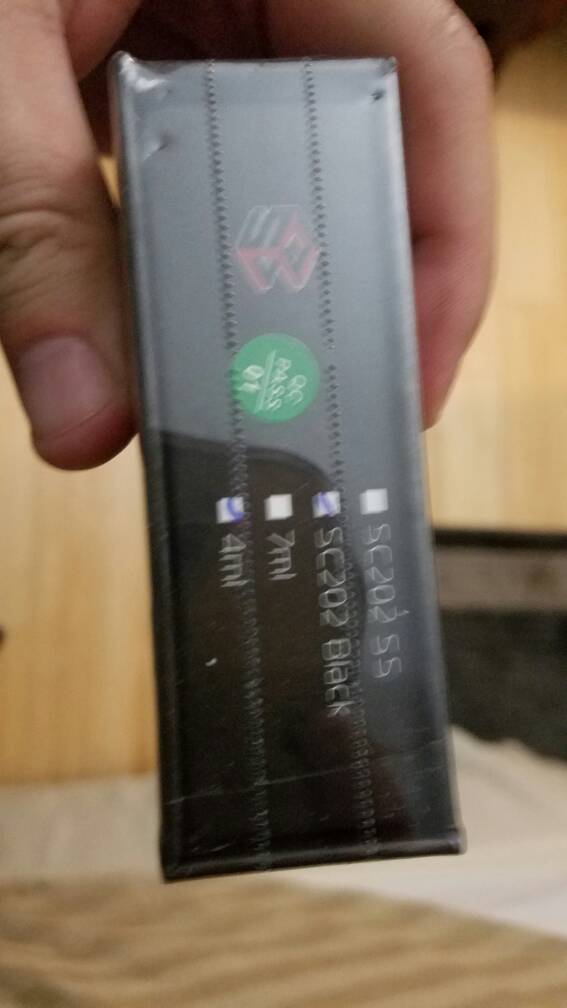 QC
PASS
01
SC202 SS
SC202 Black
7ml
4ml